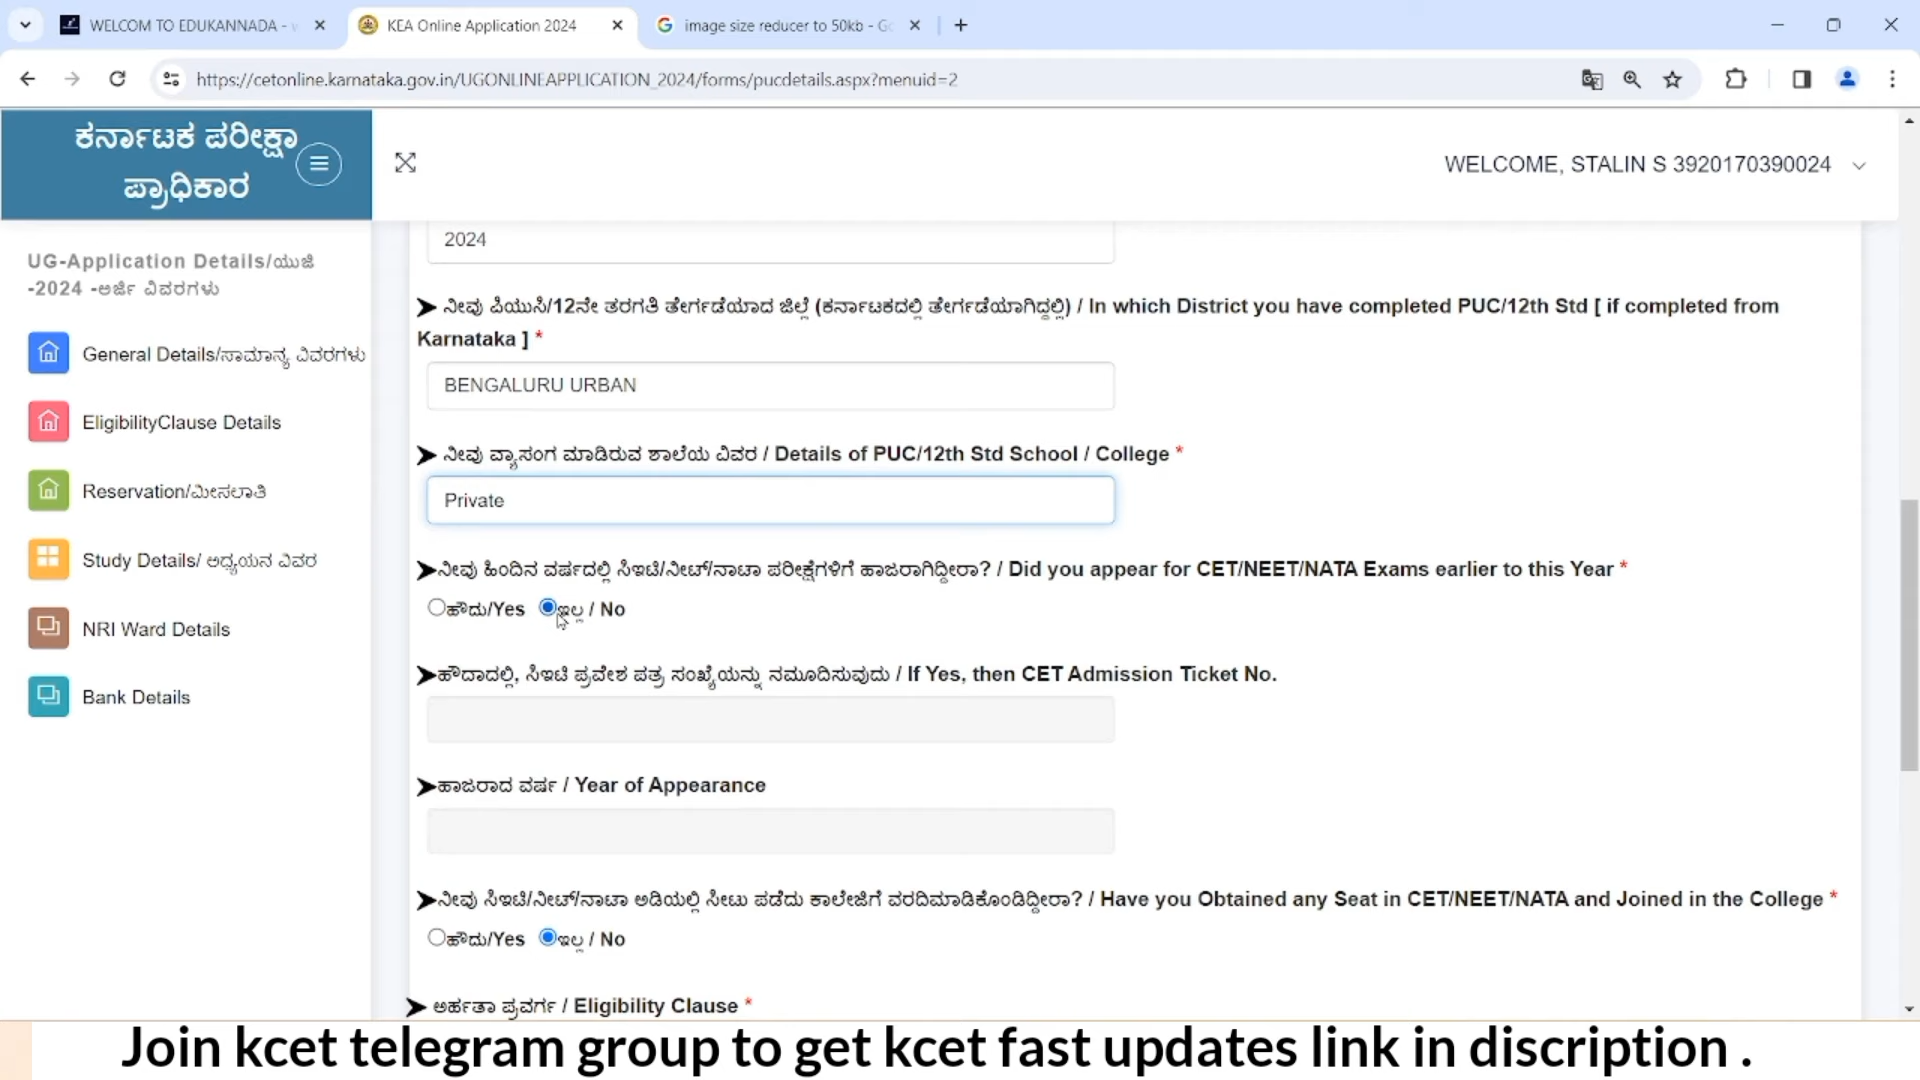 WELCOM TO EDUKANNADA -
KEA Online Application 2024
image size reducer to 50kb - Go
https://cetonline.karnataka.gov.in/UGONLINEAPPLICATION_2024/forms/pucdetails.aspx?menuid=2
ಕರ್ನಾಟಕ ಪರೀಕ್ಷಾ
ಪ್ರಾಧಿಕಾರ
WELCOME, STALIN S 3920170390024
UG-Application Details/ಯುಜಿ
-2024 -ಅರ್ಜಿ ವಿವರಗಳು
General Details/ಸಾಮಾನ್ಯ ವಿವರಗಳು
EligibilityClause Details
Reservation/ಮೀಸಲಾತಿ
Study Details/ ಅಧ್ಯಯನ ವಿವರ
NRI Ward Details
Bank Details
2024
➤ ನೀವು ಪಿಯುಸಿ/12ನೇ ತರಗತಿ ತೇರ್ಗಡೆಯಾದ ಜಿಲ್ಲೆ (ಕರ್ನಾಟಕದಲ್ಲಿ ತೇರ್ಗಡೆಯಾಗಿದ್ದಲ್ಲಿ) / In which District you have completed PUC/12th Std [ if completed from
Karnataka ] *
BENGALURU URBAN
➤ ನೀವು ವ್ಯಾಸಂಗ ಮಾಡಿರುವ ಶಾಲೆಯ ವಿವರ / Details of PUC/12th Std School / College *
Private
➤ನೀವು ಹಿಂದಿನ ವರ್ಷದಲ್ಲಿ ಸಿಇಟಿ/ನೀಟ್/ನಾಟಾ ಪರೀಕ್ಷೆಗಳಿಗೆ ಹಾಜರಾಗಿದ್ದೀರಾ? / Did you appear for CET/NEET/NATA Exams earlier to this Year *
ಹೌದು/Yes ಇಲ್ಲ / No
➤ಹೌದಾದಲ್ಲಿ, ಸಿಇಟಿ ಪ್ರವೇಶ ಪತ್ರ ಸಂಖ್ಯೆಯನ್ನು ನಮೂದಿಸುವುದು / If Yes, then CET Admission Ticket No.
➤ಹಾಜರಾದ ವರ್ಷ / Year of Appearance
➤ನೀವು ಸಿಇಟಿ/ನೀಟ್/ನಾಟಾ ಅಡಿಯಲ್ಲಿ ಸೀಟು ಪಡೆದು ಕಾಲೇಜಿಗೆ ವರದಿಮಾಡಿಕೊಂಡಿದ್ದೀರಾ? / Have you Obtained any Seat in CET/NEET/NATA and Joined in the College *
ಹೌದು/Yes ಇಲ್ಲ / No
➤ ಅರ್ಹತಾ ಪ್ರವರ್ಗ / Eligibility Clause *
Join kcet telegram group to get kcet fast updates link in discription .